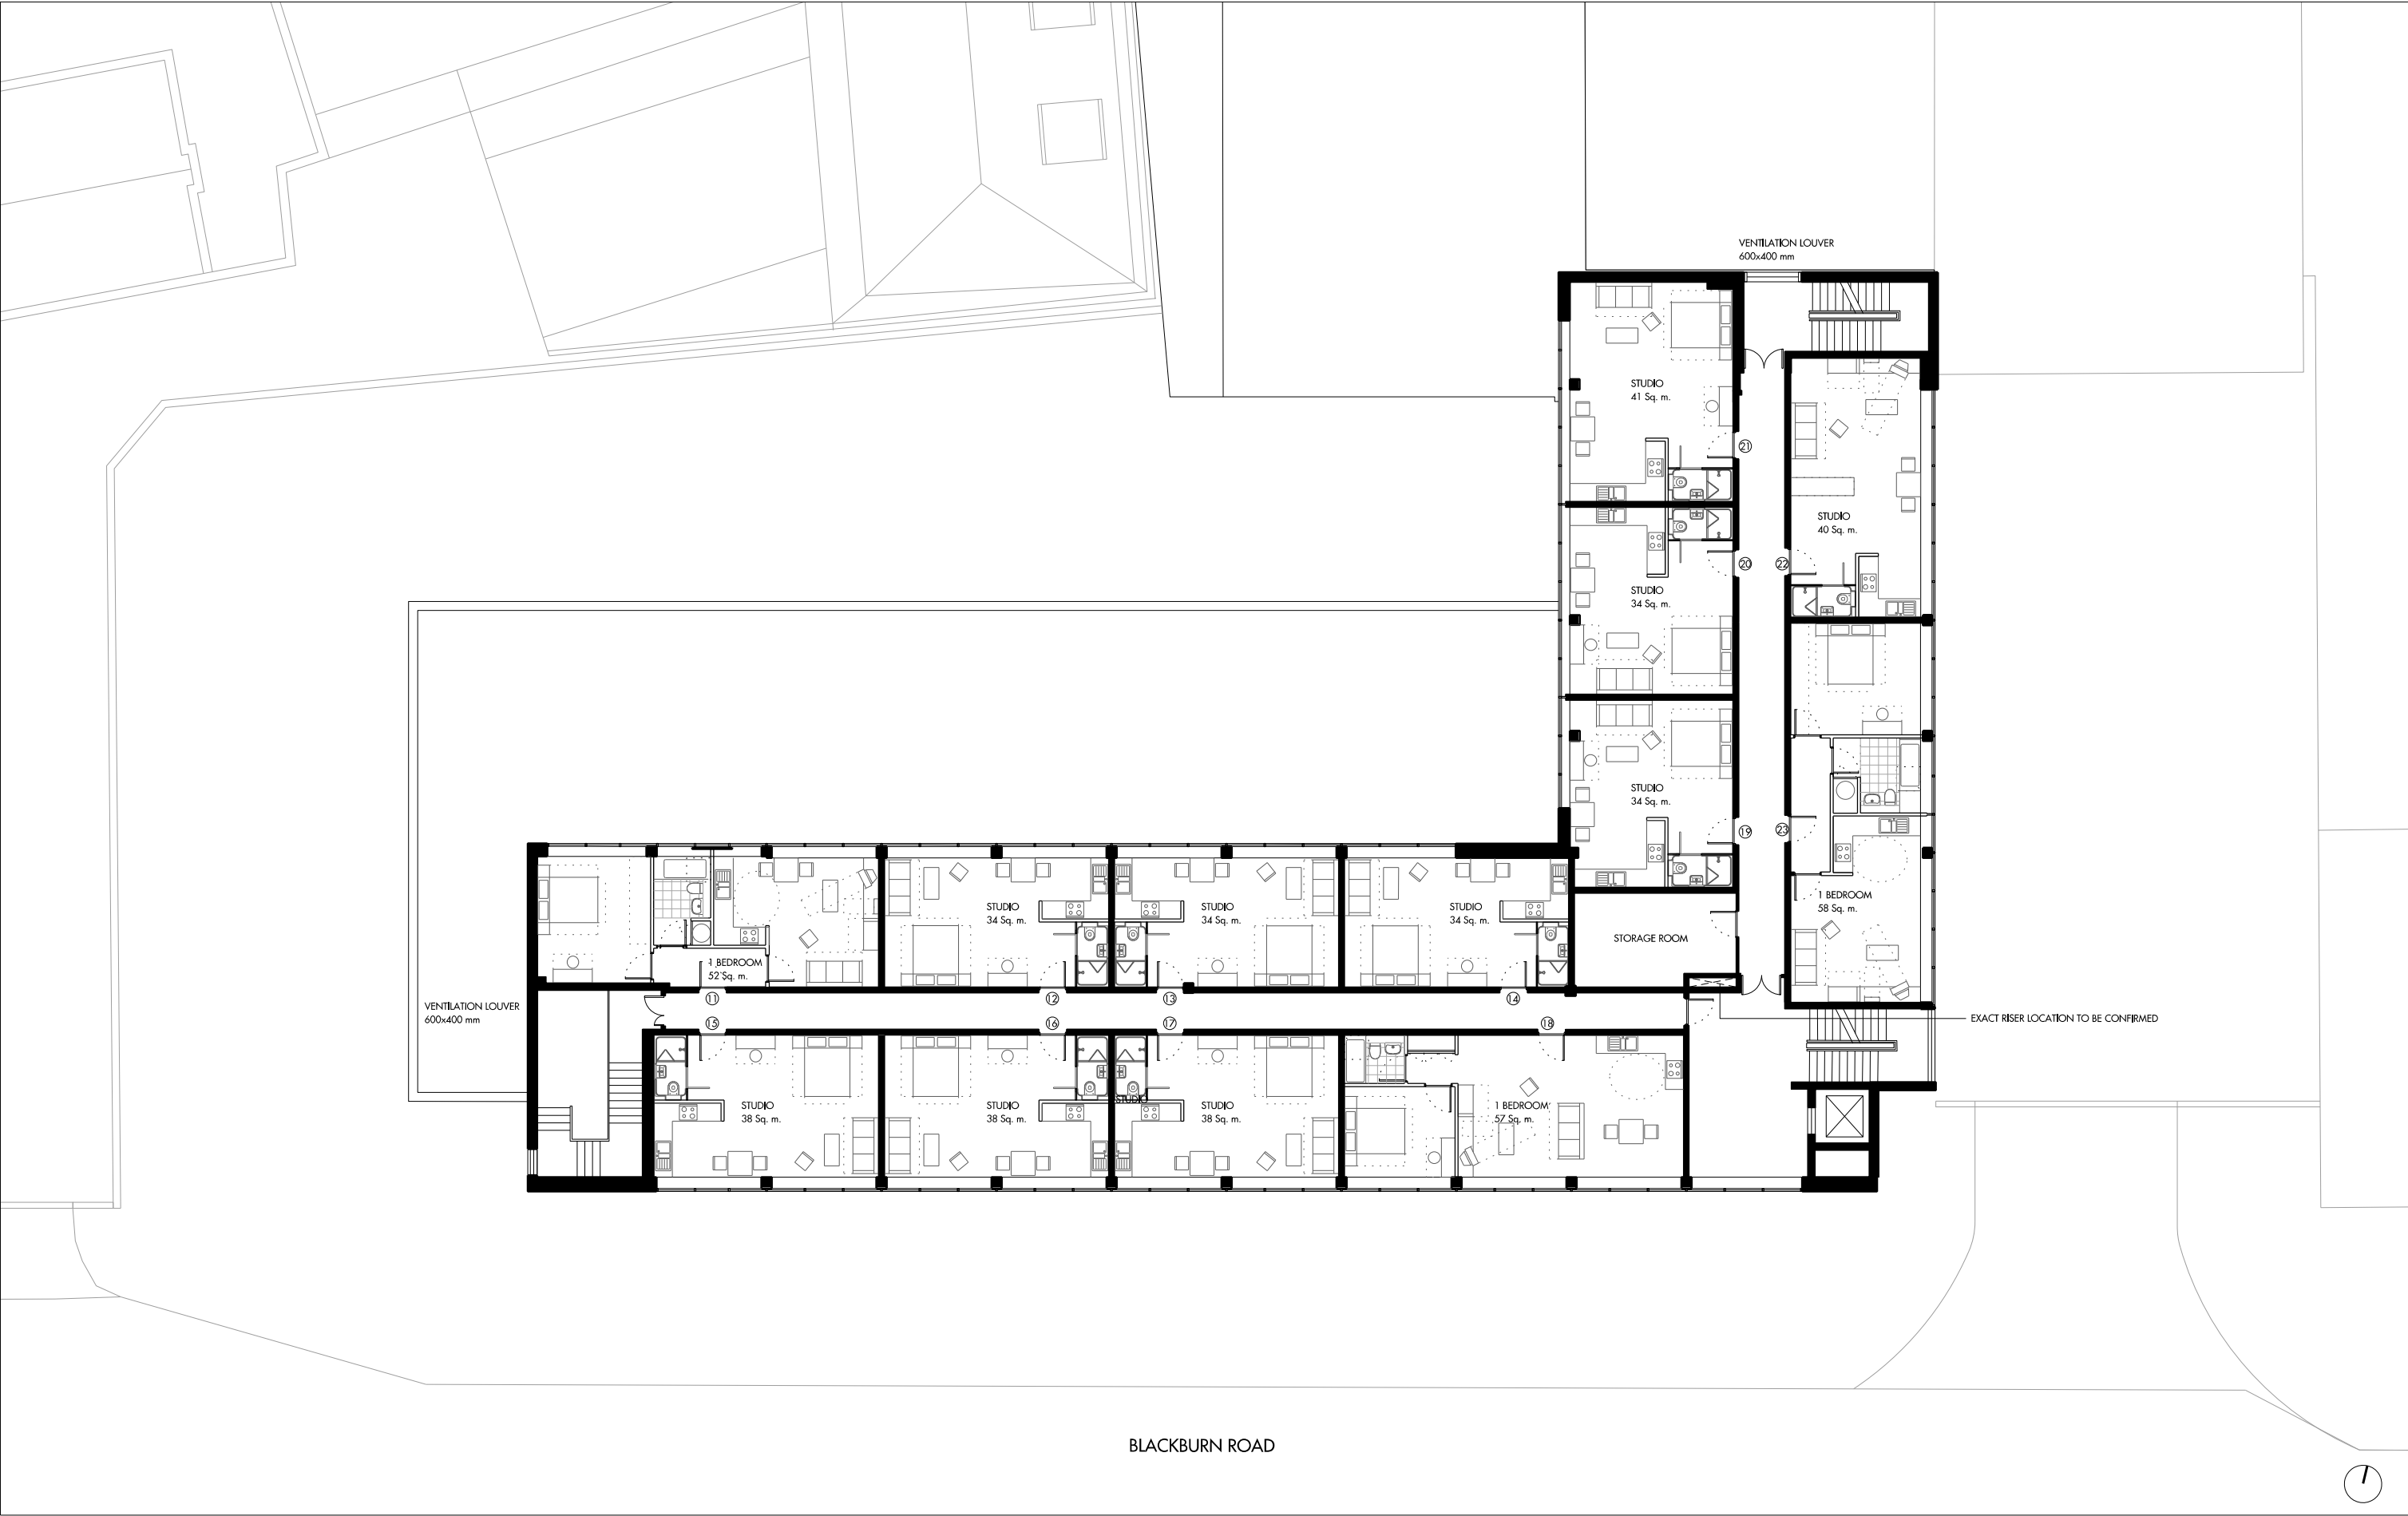 VENTILATION LOUVER
600x400 mm
STUDIO
41 Sq. m.
21
STUDIO
40 Sq. m.
20
22
STUDIO
34 Sq. m.
STUDIO
34 Sq. m.
19
23
1 BEDROOM
58 Sq. m.
STORAGE ROOM
STUDIO
34 Sq. m.
STUDIO
34 Sq. m.
STUDIO
34 Sq. m.
1 BEDROOM
52 Sq. m.
VENTILATION LOUVER
600x400 mm
11
12
13
14
15
16
17
18
EXACT RISER LOCATION TO BE CONFIRMED
STUDIO
38 Sq. m.
STUDIO
38 Sq. m.
STUDIO
STUDIO
38 Sq. m.
1 BEDROOM
57 Sq. m.
BLACKBURN ROAD